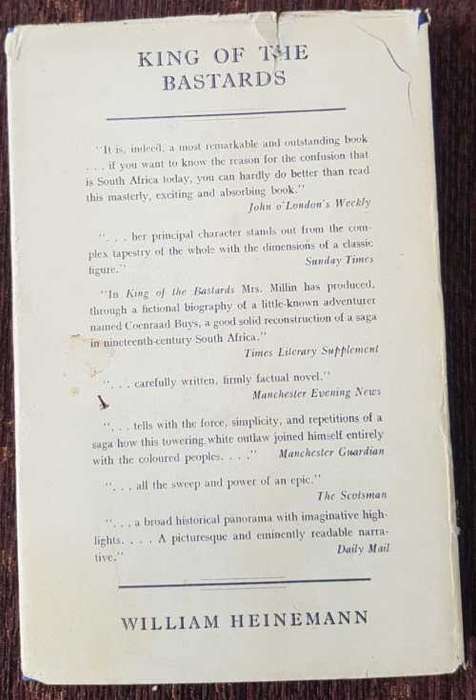 KING OF THE
BASTARDS
"It is, indeed, a most remarkable and outstanding book
. . . if you want to know the reason for the confusion that
is South Africa today, you can hardly do better than read
this masterly, exciting and absorbing book."
John o'London's Weekly
". . . her principal character stands out from the com-
plex tapestry of the whole with the dimensions of a classic
figure."
Sunday Times
"In King of the Bastards Mrs. Millin has produced,
through a fictional biography of a little-known adventurer
named Coenraad Buys, a good solid reconstruction of a saga
in nineteenth-century South Africa."
Times Literary Supplement
". . . carefully written, firmly factual novel."
Manchester Evening News
". . . tells with the force, simplicity, and repetitions of a
saga how this towering white outlaw joined himself entirely
with the coloured peoples. . . ." Manchester Guardian
". . . all the sweep and power of an epic."
The Scotsman
". . . a broad historical panorama with imaginative high-
lights. . . . A picturesque and eminently readable narra-
tive."
Daily Mail
WILLIAM HEINEMANN